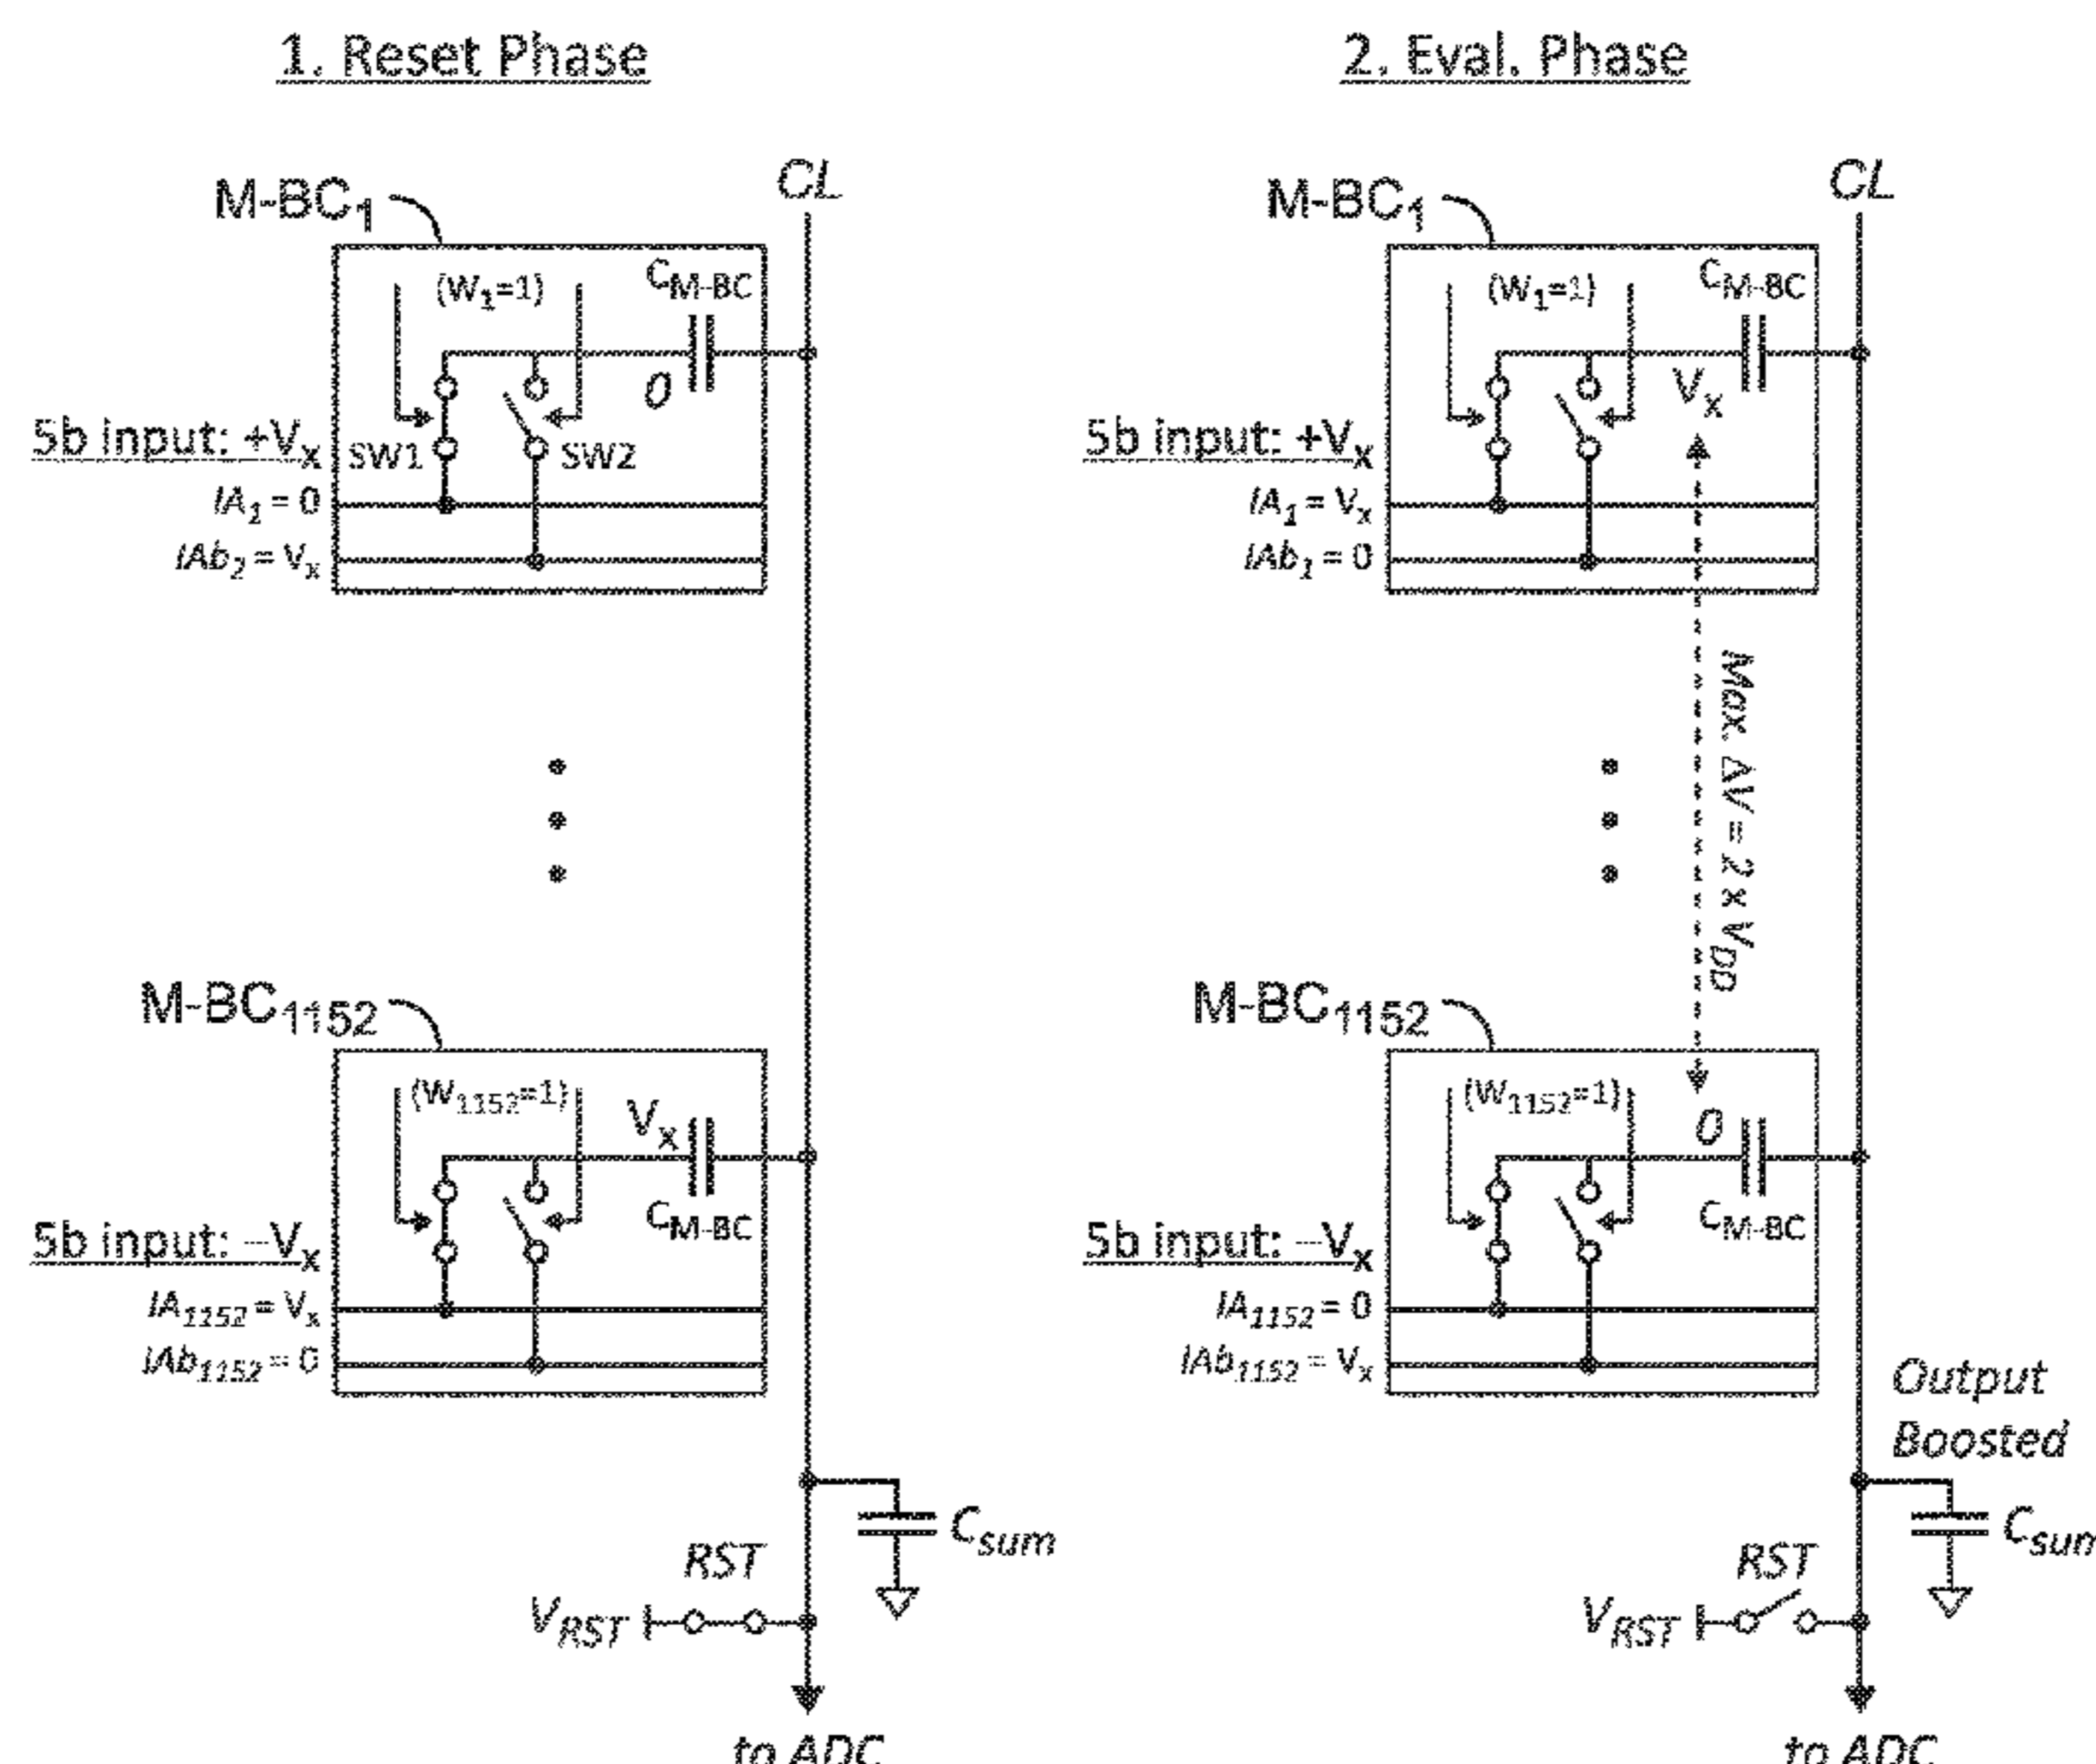 1. Reset Phase
CL
M-BC1
(W1=1)
CM-BC
0
5b input: +Vx
SW1
SW2
IA1 = 0
IAb2 = Vx
M-BC1152
(W1152=1)
Vx
CM-BC
5b input: –Vx
IA1152 = Vx
IAb1152 = 0
Csum
RST
VRST
to ADC
2. Eval. Phase
CL
M-BC1
(W1=1)
CM-BC
Vx
5b input: +Vx
IA1 = Vx
IAb1 = 0
Max. ΔV = 2 x VDD
M-BC1152
(W1152=1)
0
CM-BC
5b input: –Vx
IA1152 = 0
IAb1152 = Vx
Output
Boosted
Csum
RST
VRST
to ADC